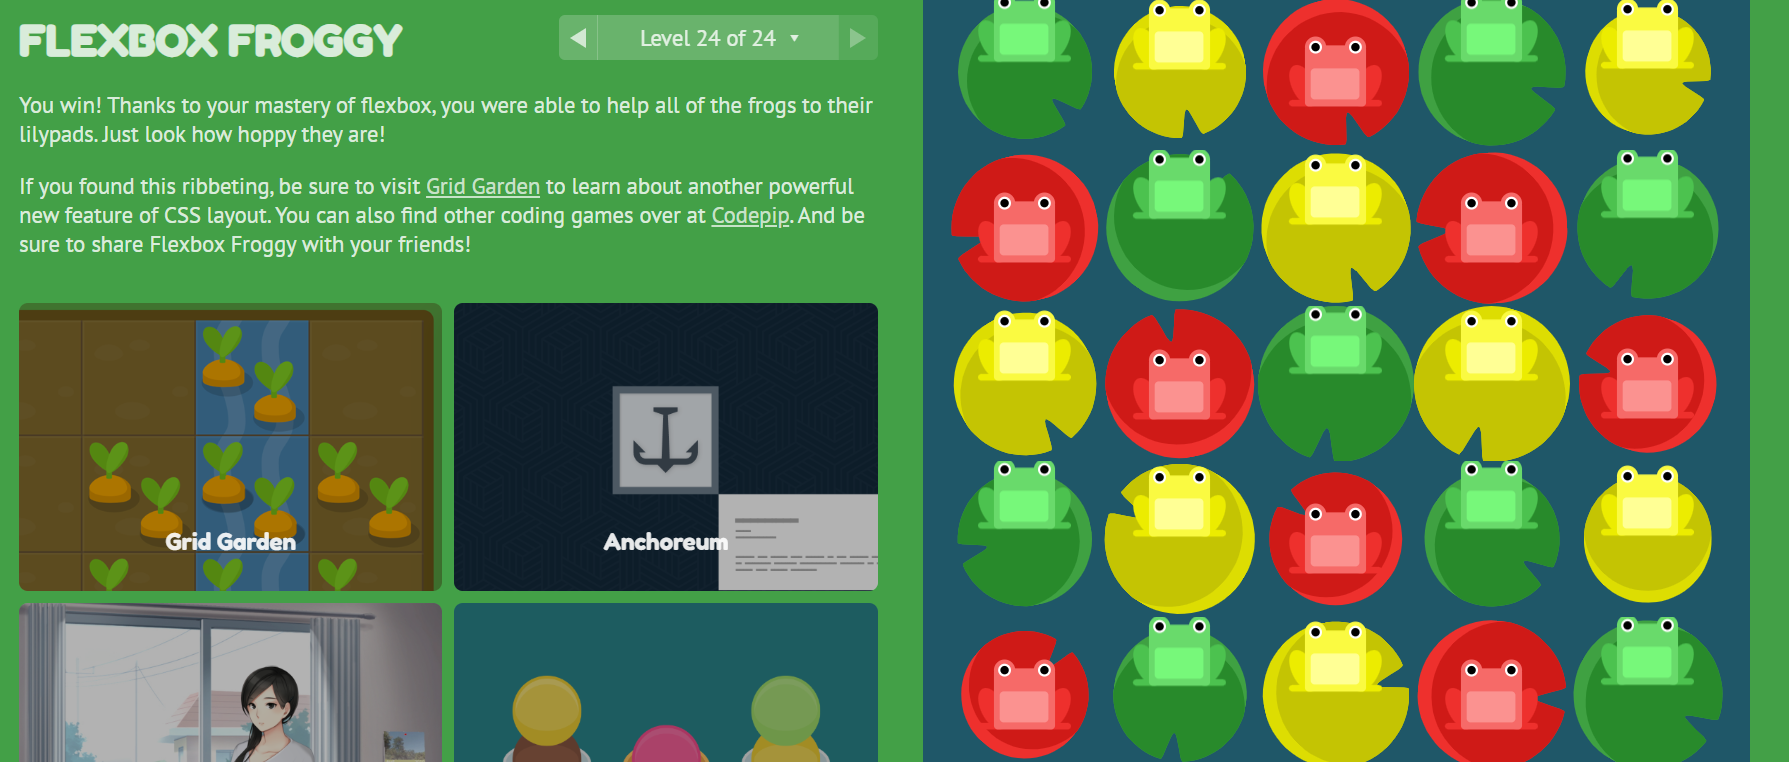 FLEXBOX FROGGY
Level 24 of 24
You win! Thanks to your mastery of flexbox, you were able to help all of the frogs to their
lilypads. Just look how hoppy they are!
If you found this ribbeting, be sure to visit Grid Garden to learn about another powerful
new feature of CSS layout. You can also find other coding games over at Codepip. And be
sure to share Flexbox Froggy with your friends!
Grid Garden
Anchoreum